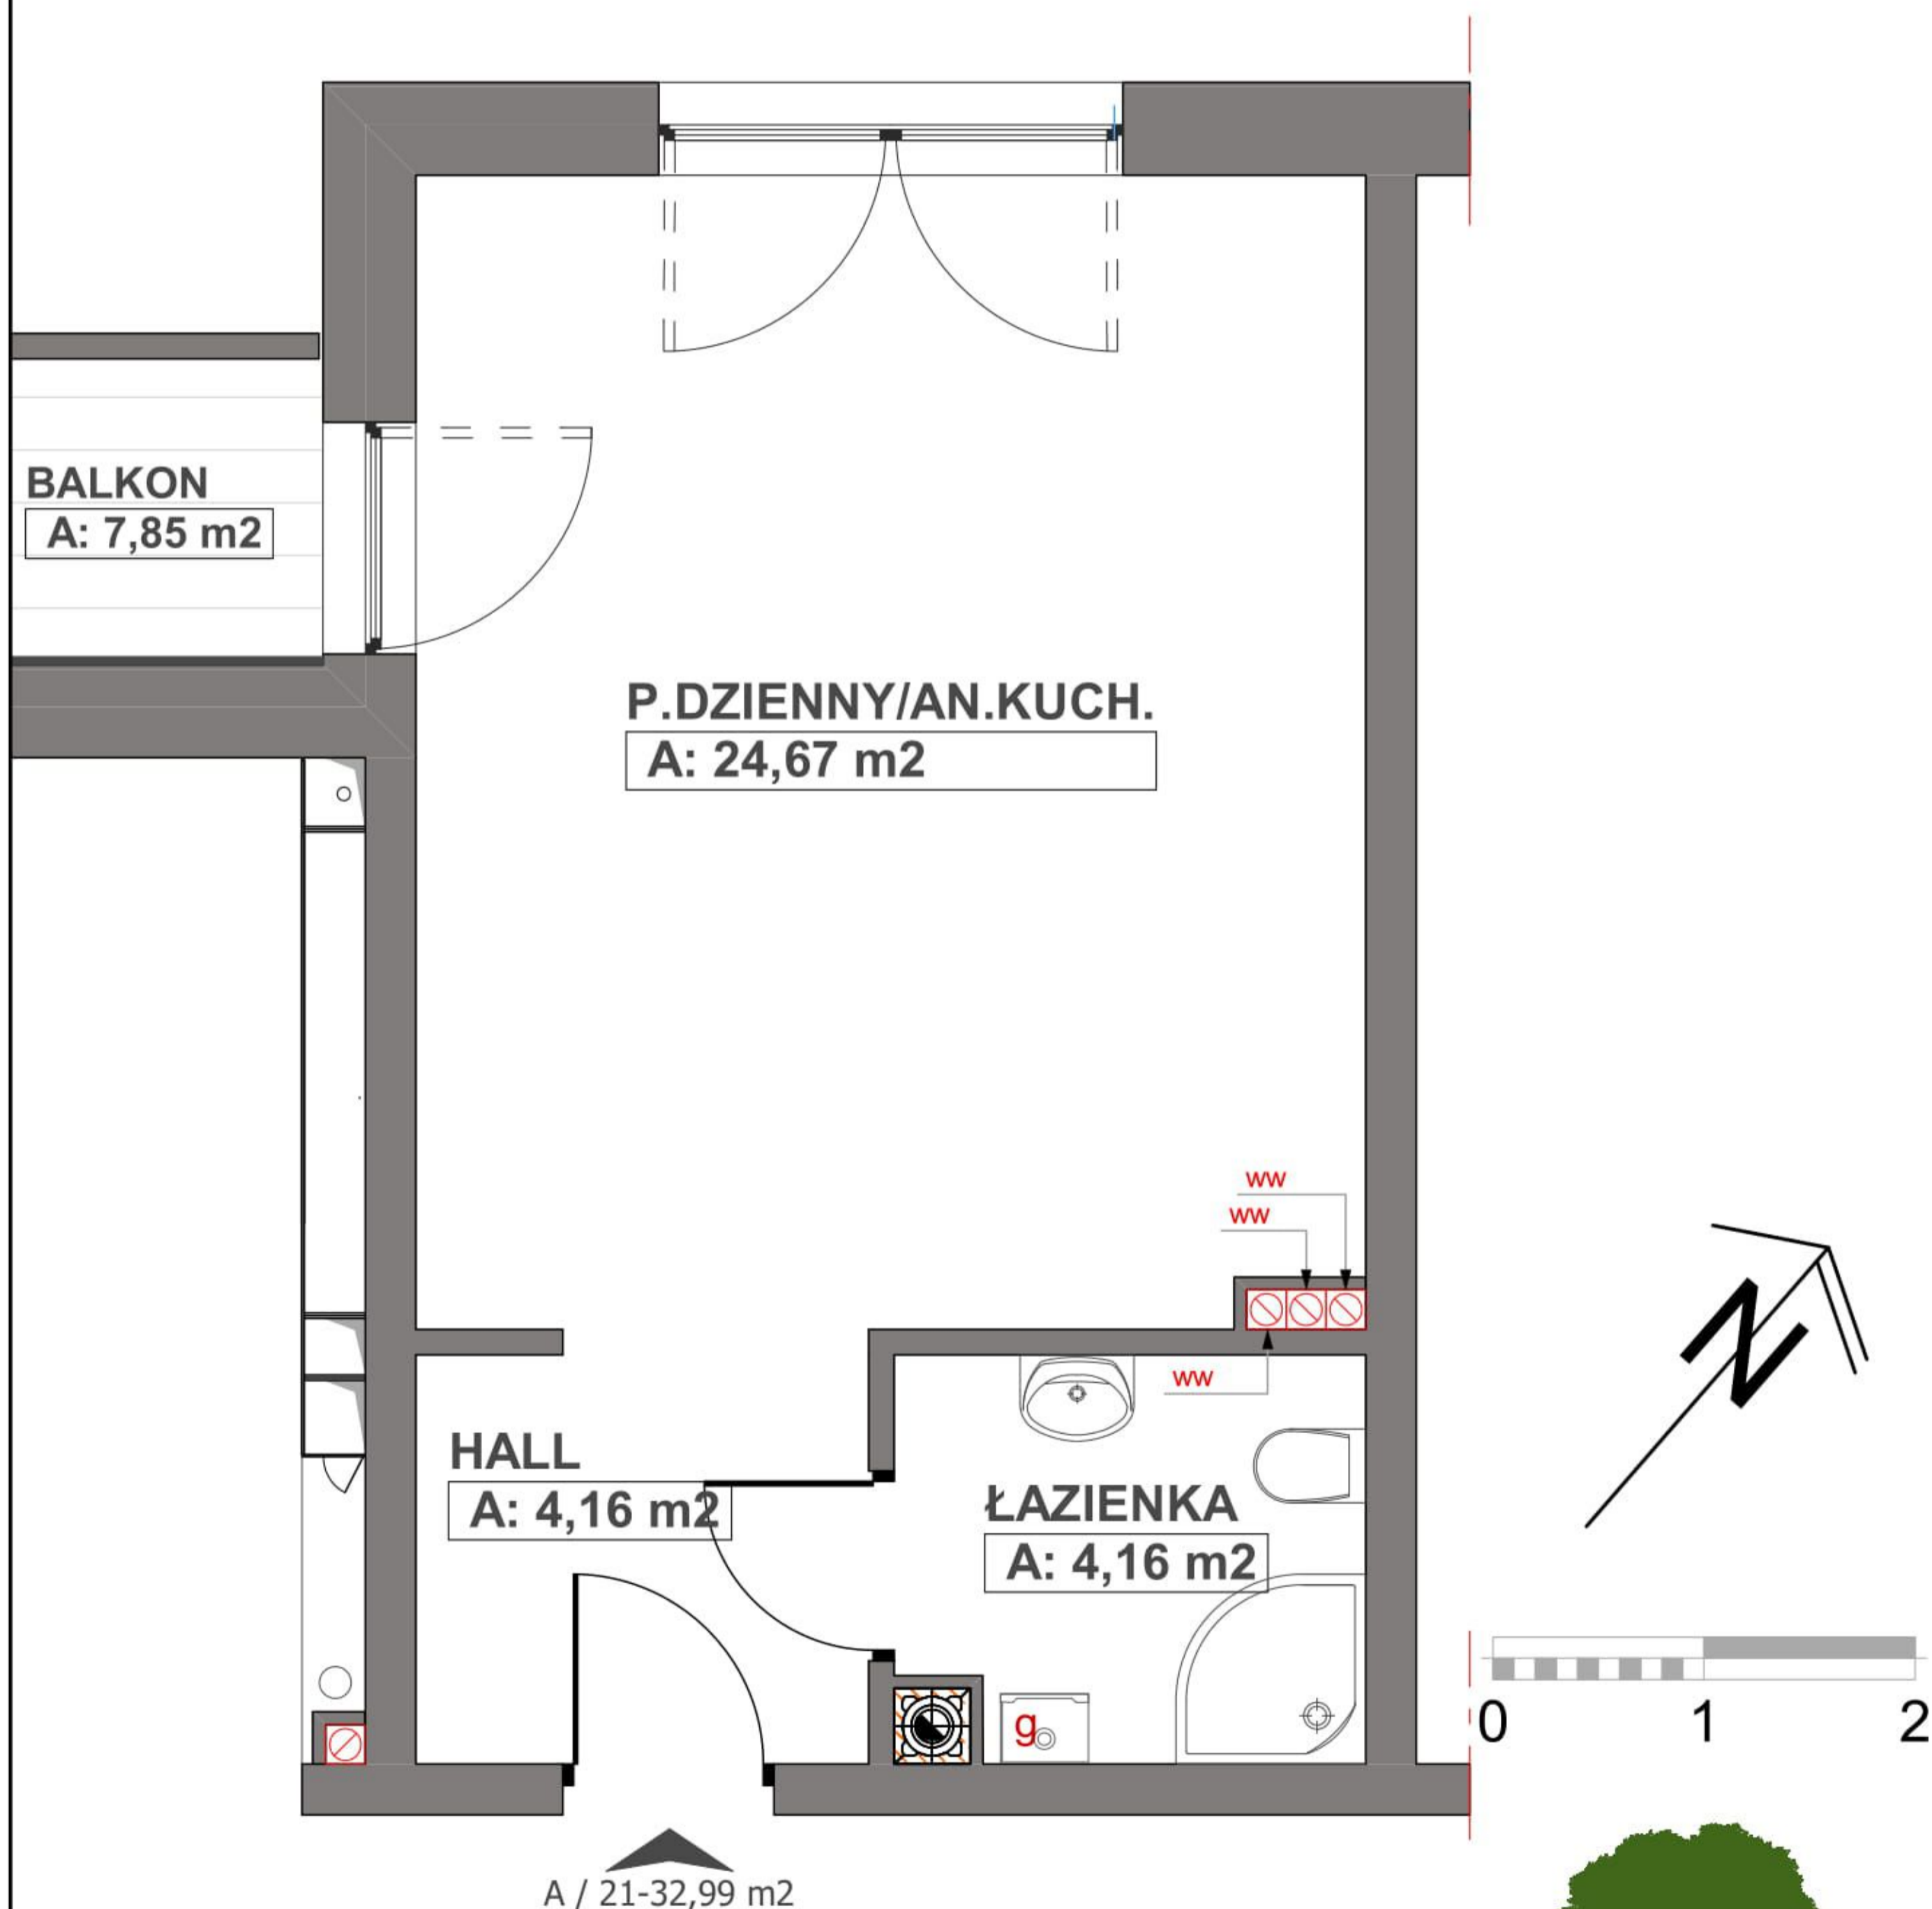 BALKON
A: 7,85 m2
P.DZIENNY/AN.KUCH.
A: 24,67 m2
ww
ww
ww
HALL
A: 4,16 m2
ŁAZIENKA
A: 4,16 m2
g
N
0 1 2
A / 21-32,99 m2